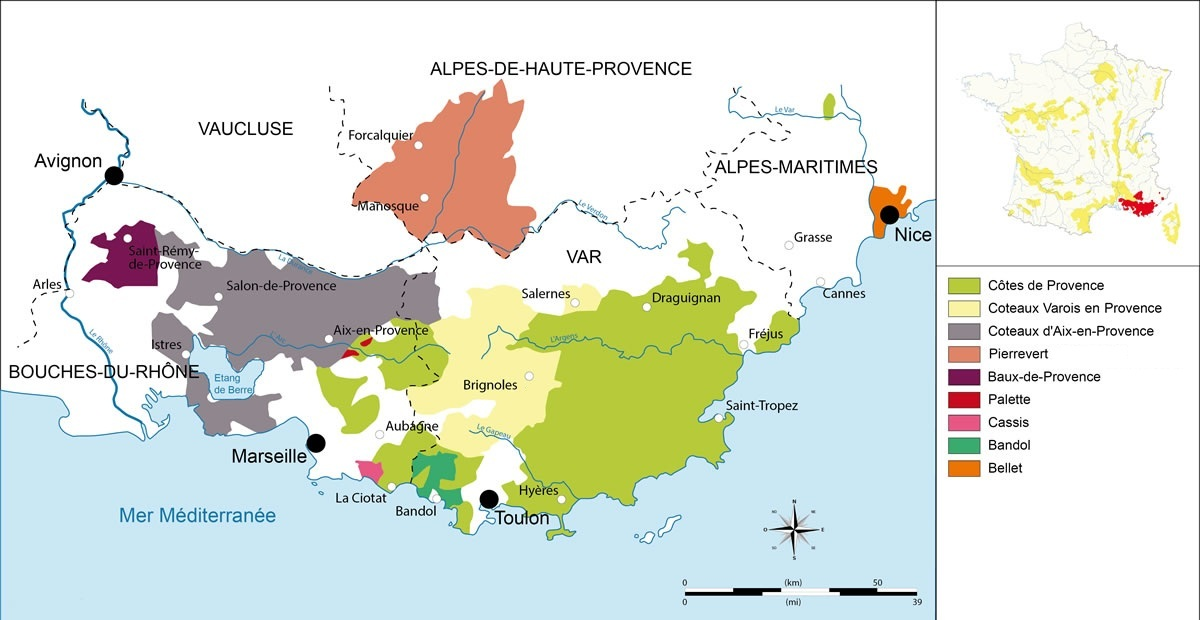 ALPES-DE-HAUTE-PROVENCE
VAUCLUSE
Forcalquier
Le Var
Avignon
ALPES-MARITIMES
Manosque
Le Verdon
Nice
Grasse
Saint-Rémy-
de-Provence
La Durance
VAR
Arles
Salon-de-Provence
Salernes
Draguignan
Cannes
Le Rhône
Istres
L'Arc
Aix-en-Provence
L'Argens
Fréjus
BOUCHES-DU-RHÔNE
Etang
de Berre
Brignoles
Saint-Tropez
Aubagne
Le Gapeau
Marseille
La Ciotat
Bandol
Hyères
Toulon
Mer Méditerranée
N
NO
NE
O
E
SO
SE
S
0
(km)
50
0
(mi)
39
Côtes de Provence
Coteaux Varois en Provence
Coteaux d'Aix-en-Provence
Pierrevert
Baux-de-Provence
Palette
Cassis
Bandol
Bellet